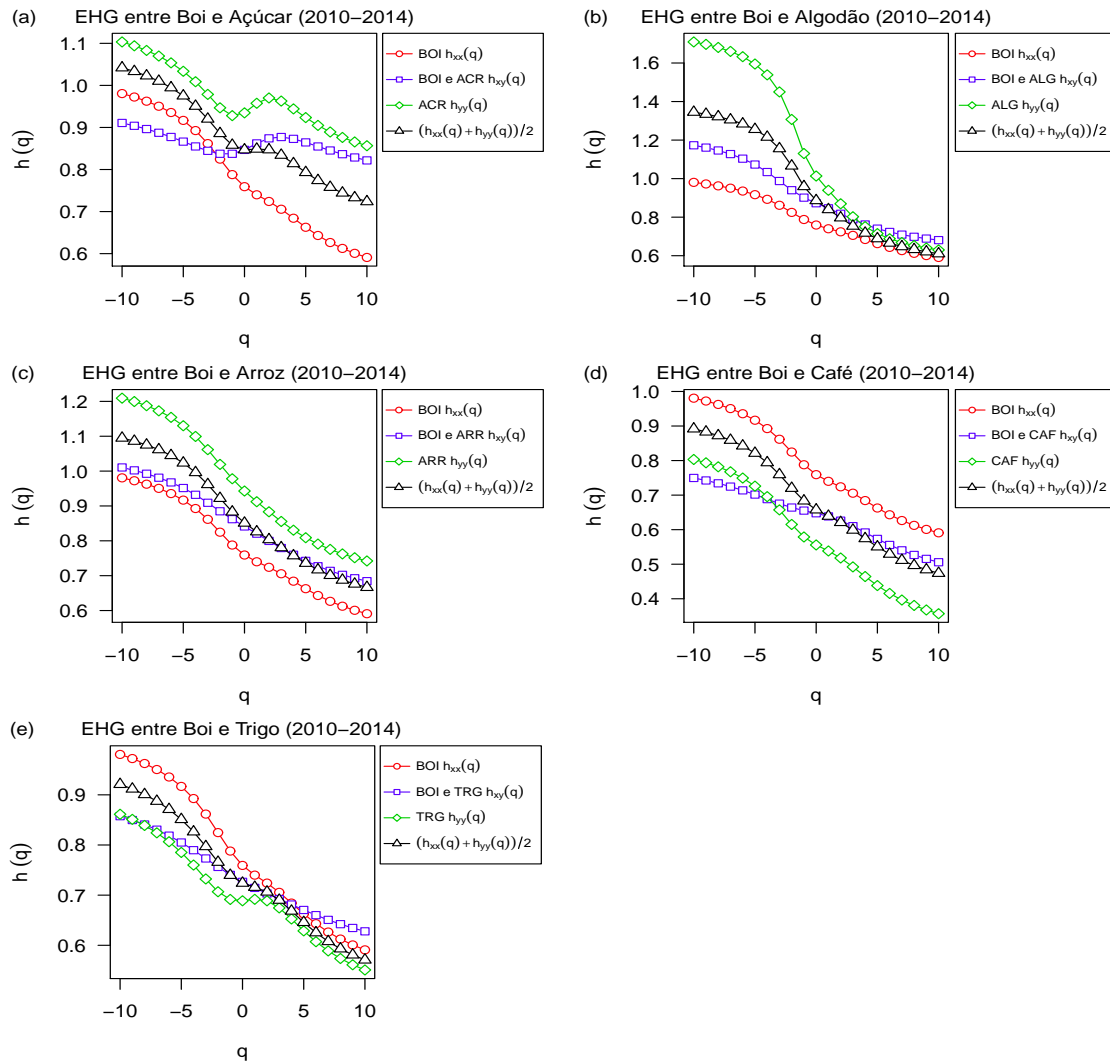 (a) EHG entre Boi e Açúcar (2010−2014)
1.1
1.0
0.9
0.8
0.7
0.6
h (q)
−10 −5 0 5 10
q
BOI hxx(q)
BOI e ACR hxy(q)
ACR hyy(q)
(hxx(q)+hyy(q))/2
(b) EHG entre Boi e Algodão (2010−2014)
1.6
1.4
1.2
1.0
0.8
0.6
h (q)
−10 −5 0 5 10
q
BOI hxx(q)
BOI e ALG hxy(q)
ALG hyy(q)
(hxx(q)+hyy(q))/2
(c) EHG entre Boi e Arroz (2010−2014)
1.2
1.1
1.0
0.9
0.8
0.7
0.6
h (q)
−10 −5 0 5 10
q
BOI hxx(q)
BOI e ARR hxy(q)
ARR hyy(q)
(hxx(q)+hyy(q))/2
(d) EHG entre Boi e Café (2010−2014)
1.0
0.9
0.8
0.7
0.6
0.5
0.4
h (q)
−10 −5 0 5 10
q
BOI hxx(q)
BOI e CAF hxy(q)
CAF hyy(q)
(hxx(q)+hyy(q))/2
(e) EHG entre Boi e Trigo (2010−2014)
0.9
0.8
0.7
0.6
h (q)
−10 −5 0 5 10
q
BOI hxx(q)
BOI e TRG hxy(q)
TRG hyy(q)
(hxx(q)+hyy(q))/2